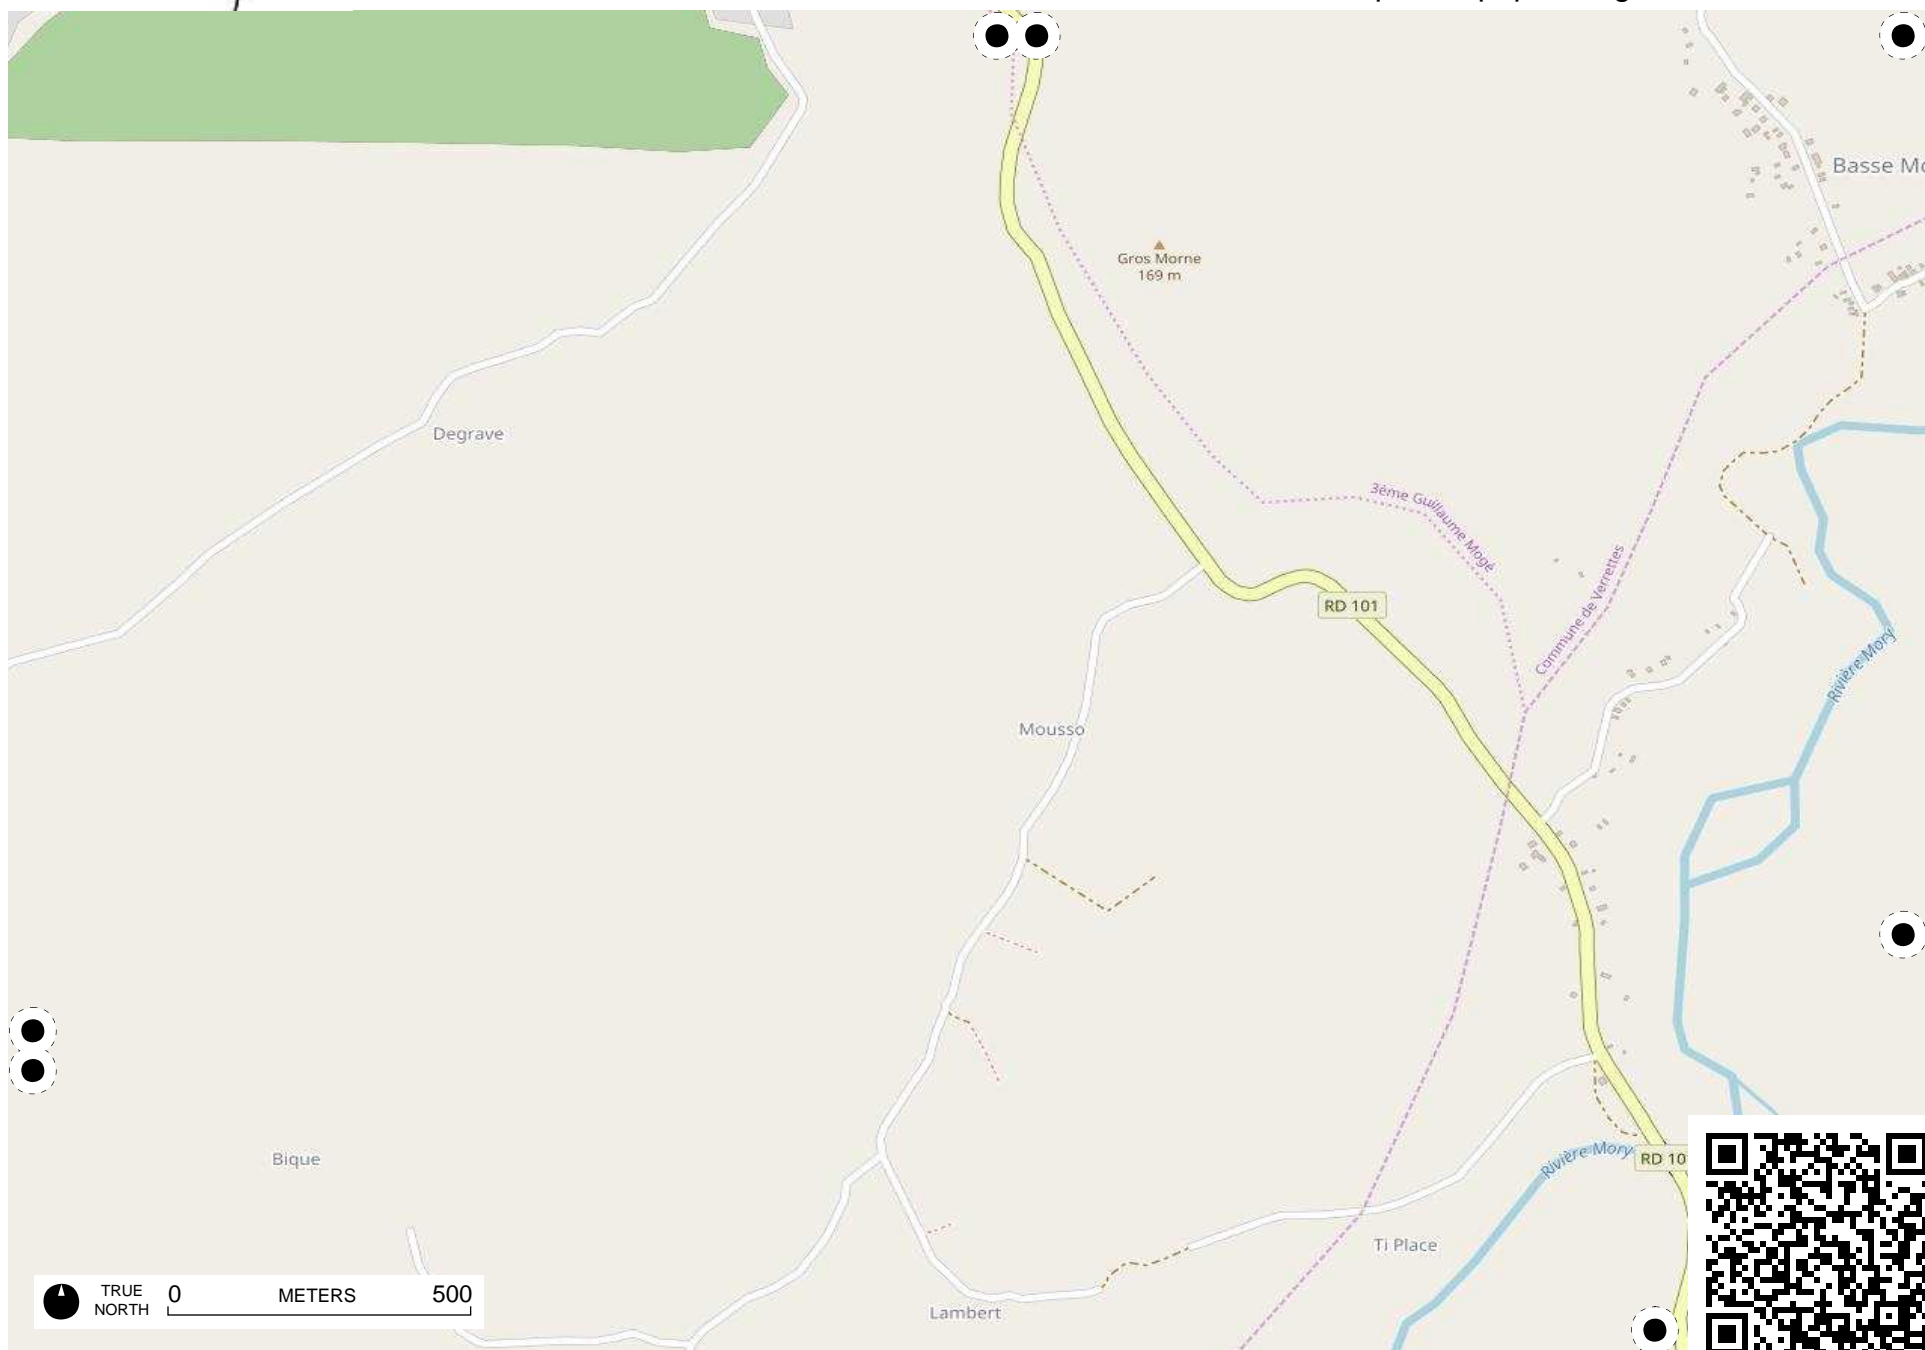 Basse Mo
Gros Morne
169 m
Degrave
3ème Guillaume Mogé
Commune de Verrettes
RD 101
Rivière Mory
Mousso
Rivière Mory
RD 10
Bique
Ti Place
TRUE
NORTH
0 METERS 500
Lambert